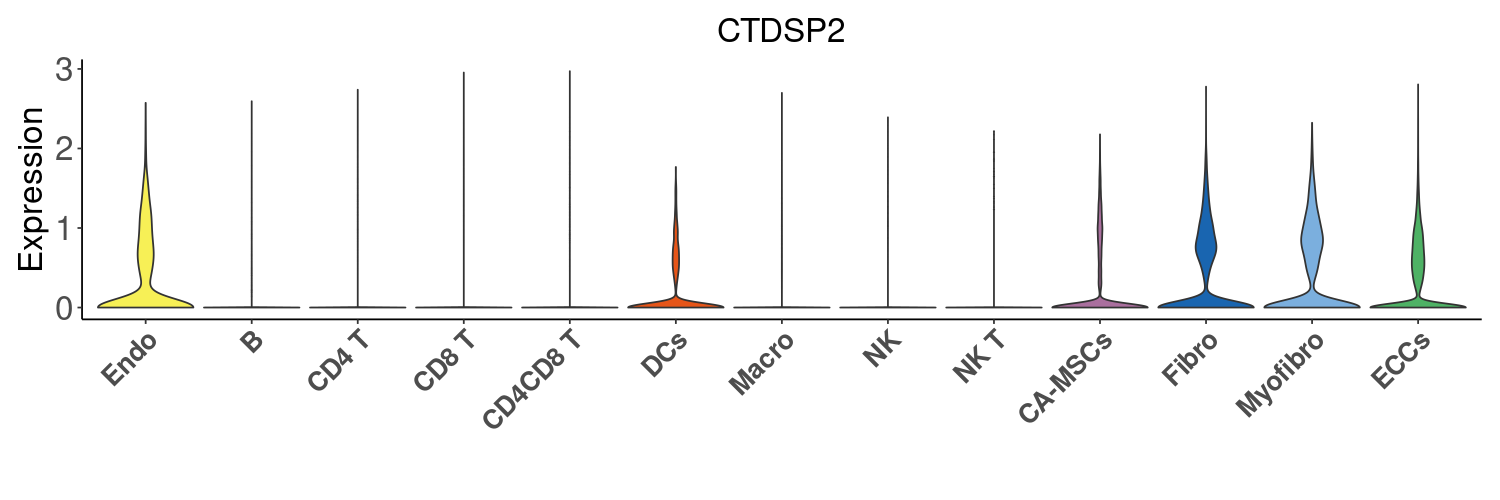 CTDSP2
Expression
3
2
1
0
Endo
B
CD4 T
CD8 T
CD4CD8 T
DCs
Macro
NK
NK T
CA-MSCs
Fibro
Myofibro
ECCs